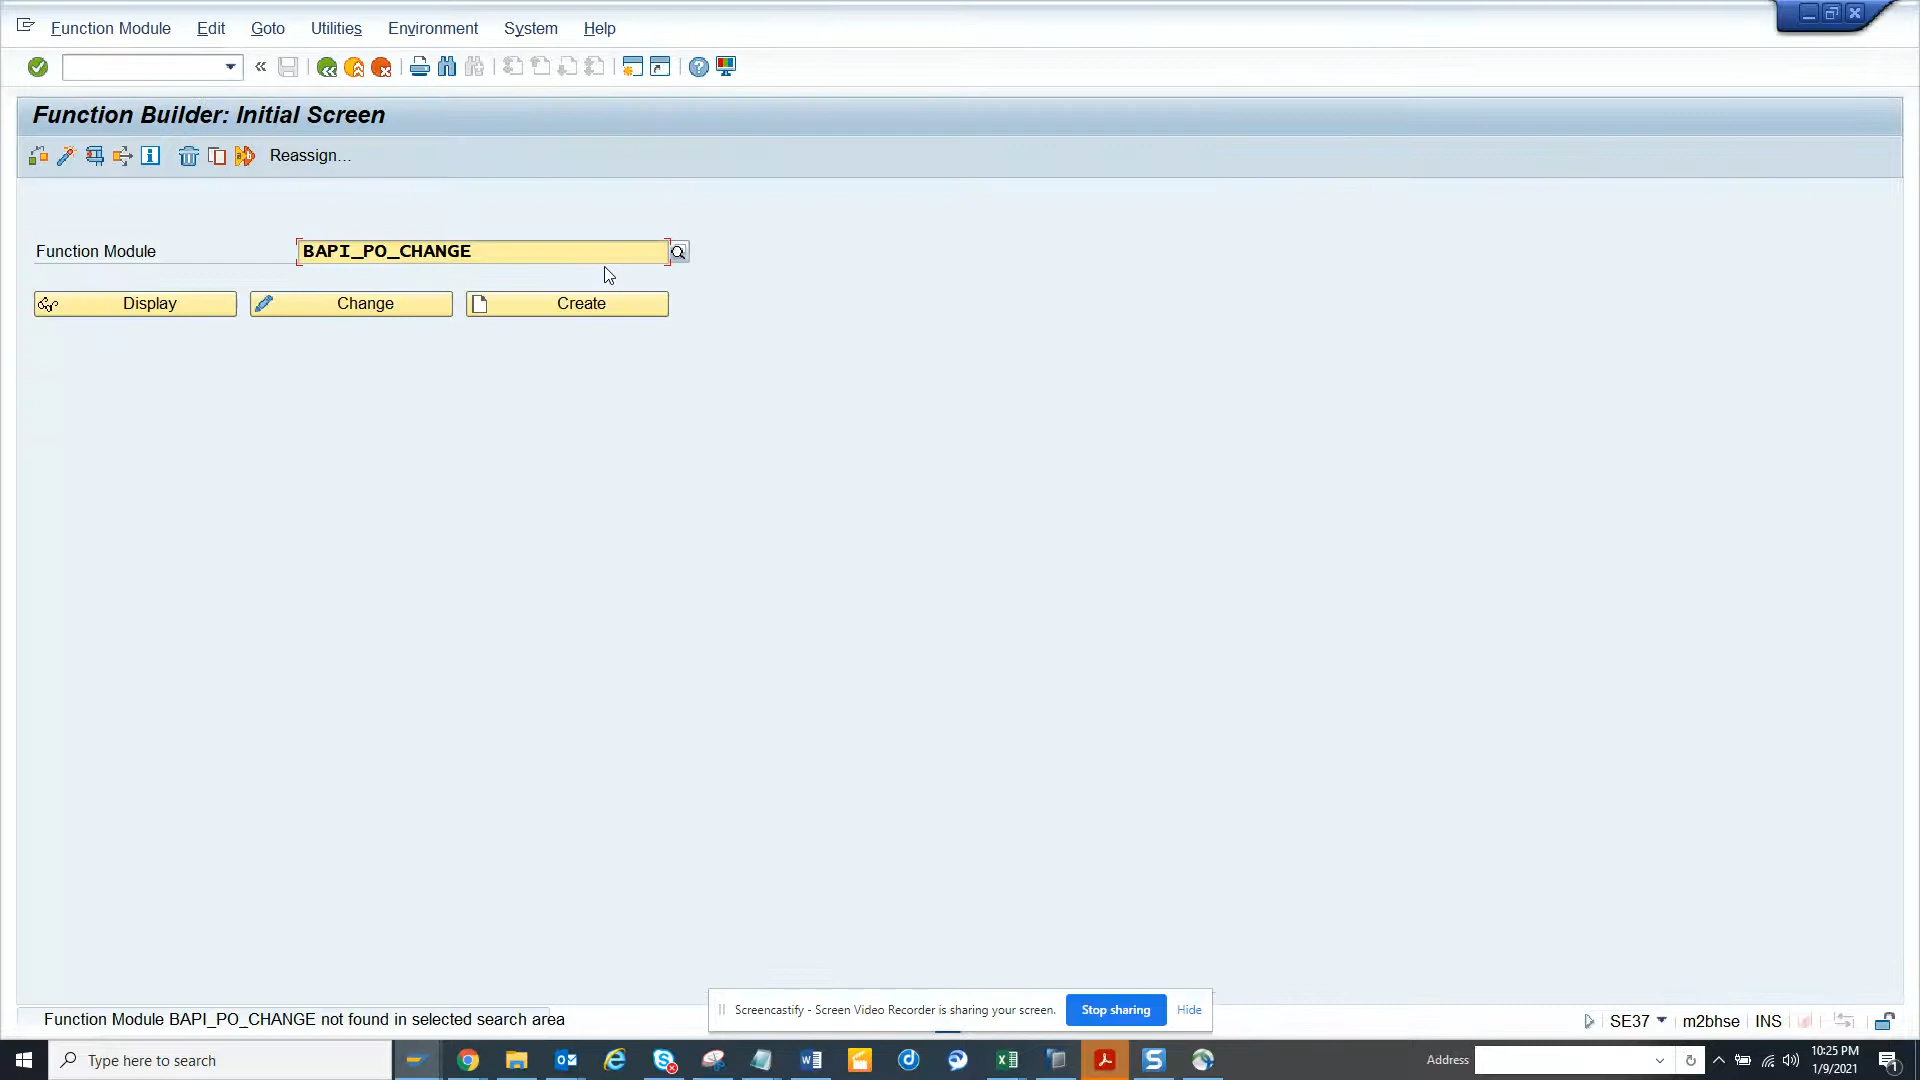 Function Module Edit Goto Utilities Environment System Help
Function Builder: Initial Screen
Reassign...
Function Module BAPI_PO_CHANGE
Display Change Create
Screencastify - Screen Video Recorder is sharing your screen. Stop sharing Hide
Function Module BAPI_PO_CHANGE not found in selected search area
SE37 m2bhse INS
Type here to search
Address
10:25 PM
1/9/2021